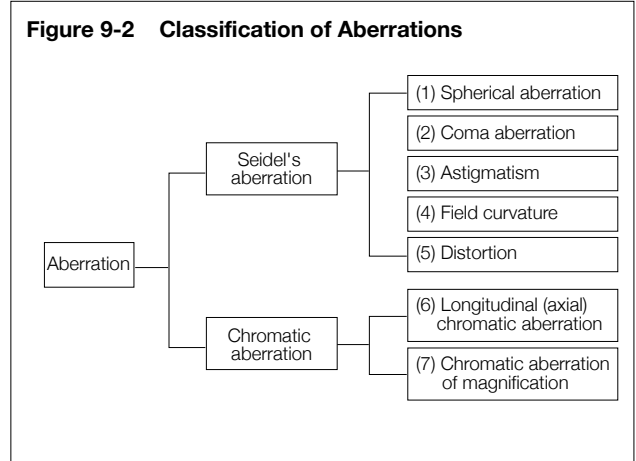 Figure 9-2 Classification of Aberrations
Aberration
Seidel's
aberration
(1) Spherical aberration
(2) Coma aberration
(3) Astigmatism
(4) Field curvature
(5) Distortion
Chromatic
aberration
(6) Longitudinal (axial)
chromatic aberration
(7) Chromatic aberration
of magnification